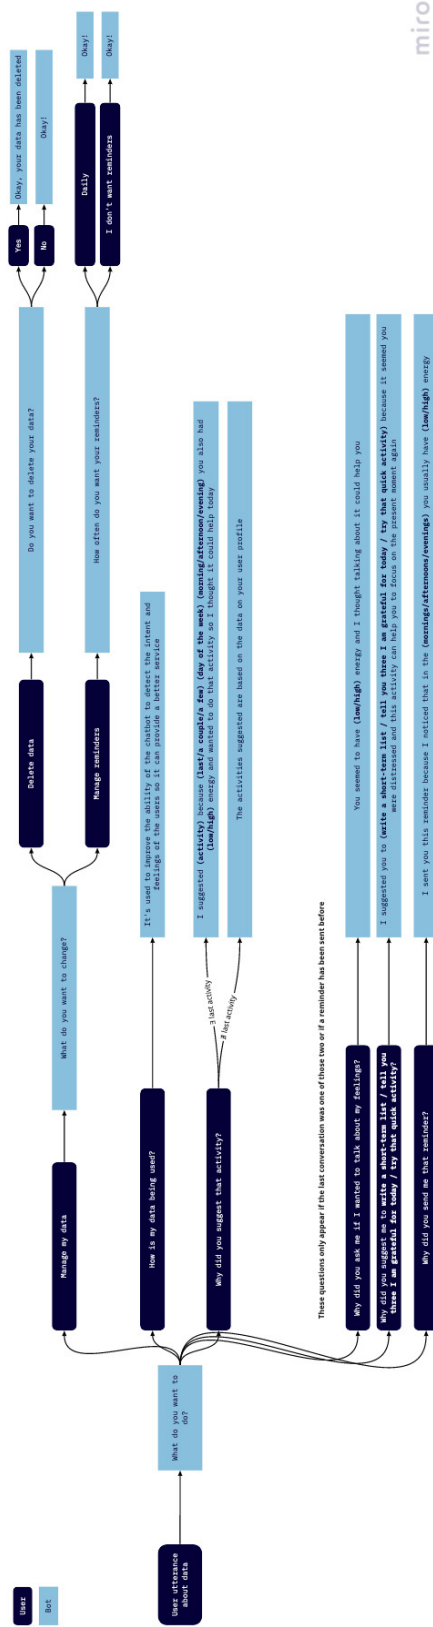 User
Bot
User utterance
about data
What do you want to
do?
Manage my data
What do you want to change?
Delete data
Do you want to delete your data?
Yes
Okay, your data has been deleted
No
Okay!
Manage reminders
How often do you want your reminders?
Daily
Okay!
I don't want reminders
Okay!
How is my data being used?
It's used to improve the ability of the chatbot to detect the intent and
feelings of the users so it can provide a better service
Why did you suggest that activity?
∃ last activity
I suggested (activity) because (last/a couple/a few) (day of the week) (morning/afternoon/evening) you also had
(low/high) energy and wanted to do that activity so I thought it could help today
∄ last activity
The activities suggested are based on the data on your user profile
These questions only appear if the last conversation was one of those two or if a reminder has been sent before
Why did you ask me if I wanted to talk about my feelings?
You seemed to have (low/high) energy and I thought talking about it could help you
Why did you suggest me to write a short-term list / tell you
three I am grateful for today / try that quick activity?
I suggested you to (write a short-term list / tell you three I am grateful for today / try that quick activity) because it seemed you
were distressed and this activity can help you to focus on the present moment again
Why did you send me that reminder?
I sent you this reminder because I noticed that in the (mornings/afternoons/evenings) you usually have (low/high) energy
miro